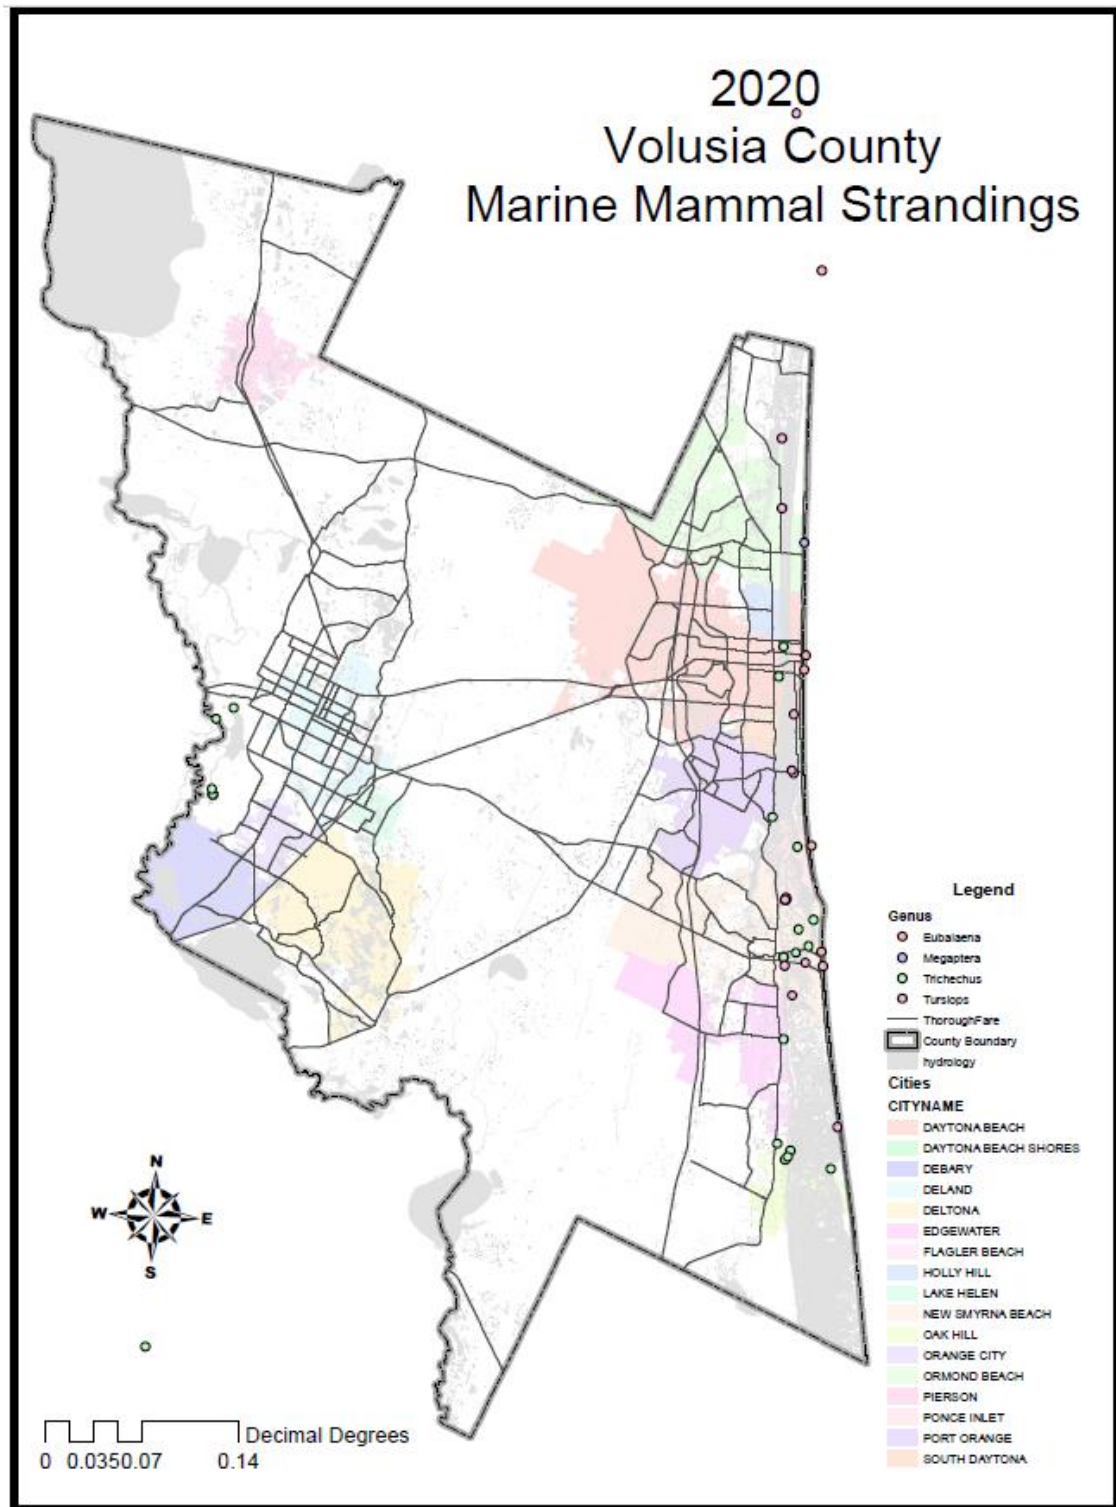 2020
Volusia County
Marine Mammal Strandings
Legend
Genus
Eubalaena
Megaptera
Trichechus
Tursiops
ThoroughFare
County Boundary
hydrology
Cities
CITYNAME
DAYTONA BEACH
DAYTONA BEACH SHORES
DEBARY
DELAND
DELTONA
EDGEWATER
FLAGLER BEACH
HOLLY HILL
LAKE HELEN
NEW SMYRNA BEACH
OAK HILL
ORANGE CITY
ORMOND BEACH
PIERSON
PONCE INLET
PORT ORANGE
SOUTH DAYTONA
N
W E
S
Decimal Degrees
0 0.0350.07 0.14